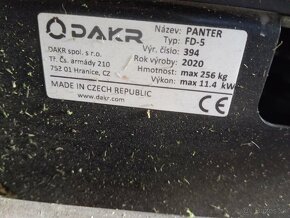 DAKR
DAKR spol. s r.o.
Tř. Čs. armády 210
752 01 Hranice, CZ
Název: PANTER
Typ: FD-5
Výr. číslo: 394
Rok výroby: 2020
Hmotnost: max 256 kg
Výkon: max 11.4 kW
MADE IN CZECH REPUBLIC
www.dakr.com
CE